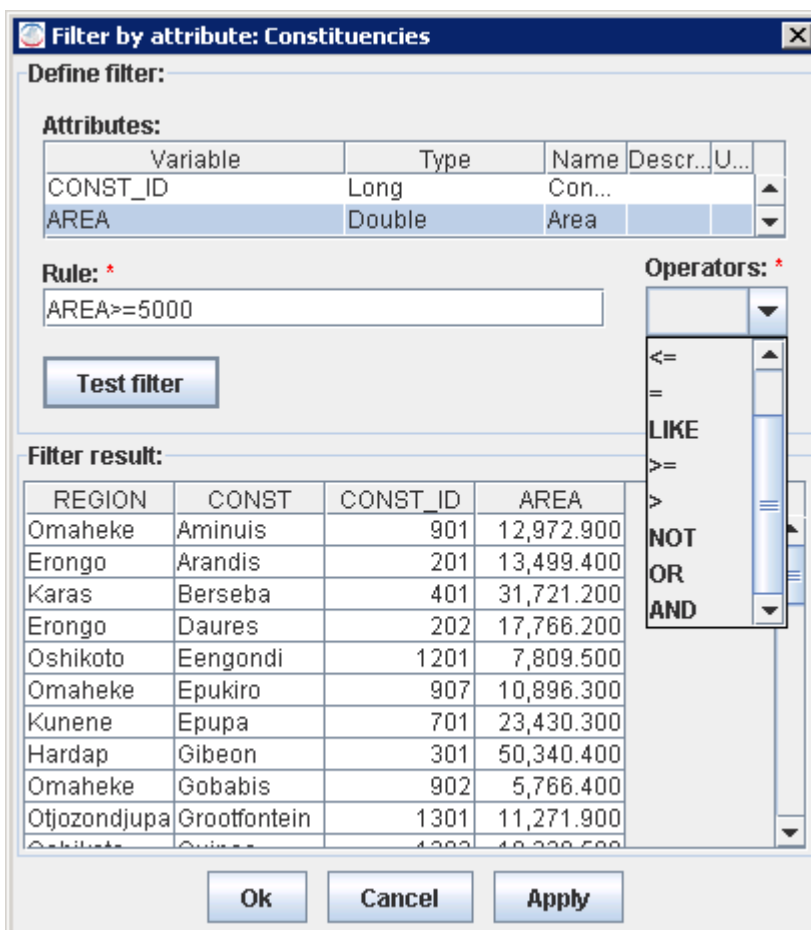 Filter by attribute: Constituencies
Define filter:
Attributes:
Variable Type Name Descr... U...
CONST_ID Long Con...
AREA Double Area
Rule: * Operators: *
AREA>=5000
Test filter
<=
=
LIKE
>=
>
NOT
OR
AND
Filter result:
REGION CONST CONST_ID AREA
Omaheke Aminuis 901 12,972.900
Erongo Arandis 201 13,499.400
Karas Berseba 401 31,721.200
Erongo Daures 202 17,766.200
Oshikoto Eengondi 1201 7,809.500
Omaheke Epukiro 907 10,896.300
Kunene Epupa 701 23,430.300
Hardap Gibeon 301 50,340.400
Omaheke Gobabis 902 5,766.400
Otjozondjupa Grootfontein 1301 11,271.900
Ok Cancel Apply